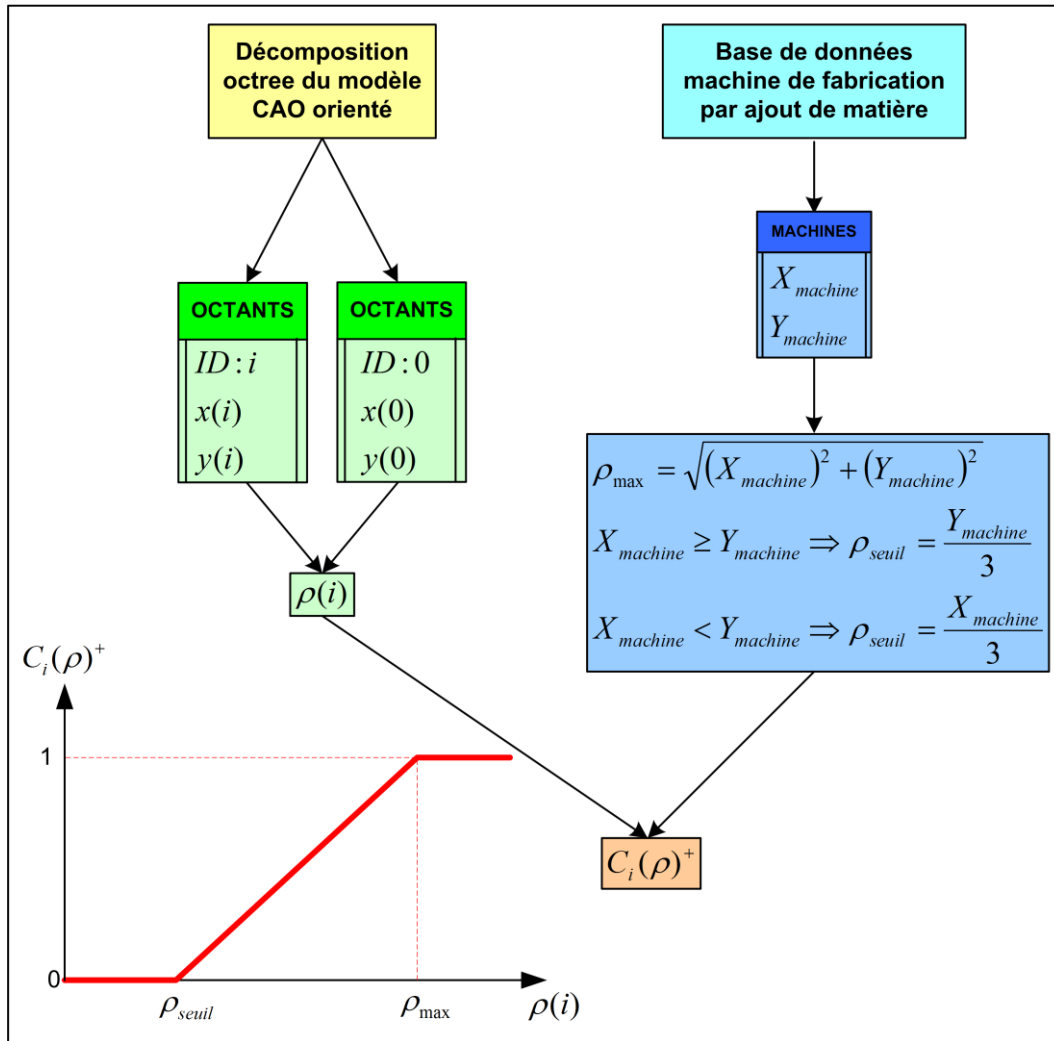 Décomposition
octree du modèle
CAO orienté
Base de données
machine de fabrication
par ajout de matière
MACHINES
X_machine
Y_machine
OCTANTS
ID : i
x(i)
y(i)
OCTANTS
ID : 0
x(0)
y(0)
ρ_max = √((X_machine)² + (Y_machine)²)
X_machine ≥ Y_machine ⇒ ρ_seuil = Y_machine / 3
X_machine < Y_machine ⇒ ρ_seuil = X_machine / 3
ρ(i)
C_i(ρ)⁺
1
0
ρ_seuil
ρ_max
ρ(i)
C_i(ρ)⁺